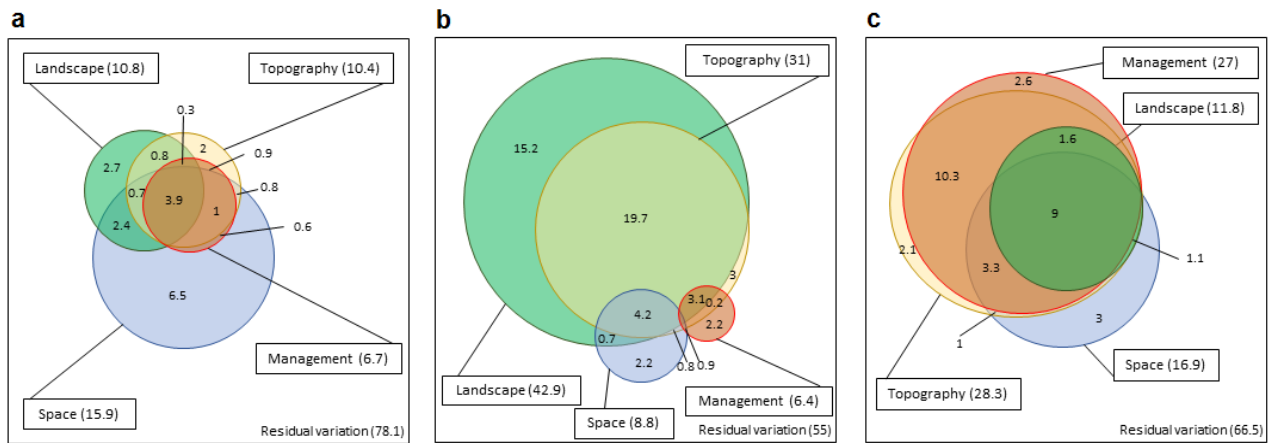 a
Landscape (10.8)
Topography (10.4)
0.3
2
0.9
0.8
2.7
0.8
0.7
3.9
1
2.4
0.6
6.5
Management (6.7)
Space (15.9)
Residual variation (78.1)
b
Topography (31)
15.2
19.7
3
3.1
0.2
4.2
2.2
0.7
2.2
0.8
0.9
Landscape (42.9)
Management (6.4)
Space (8.8)
Residual variation (55)
c
Management (27)
2.6
Landscape (11.8)
1.6
10.3
9
2.1
3.3
1.1
1
3
Space (16.9)
Topography (28.3)
Residual variation (66.5)